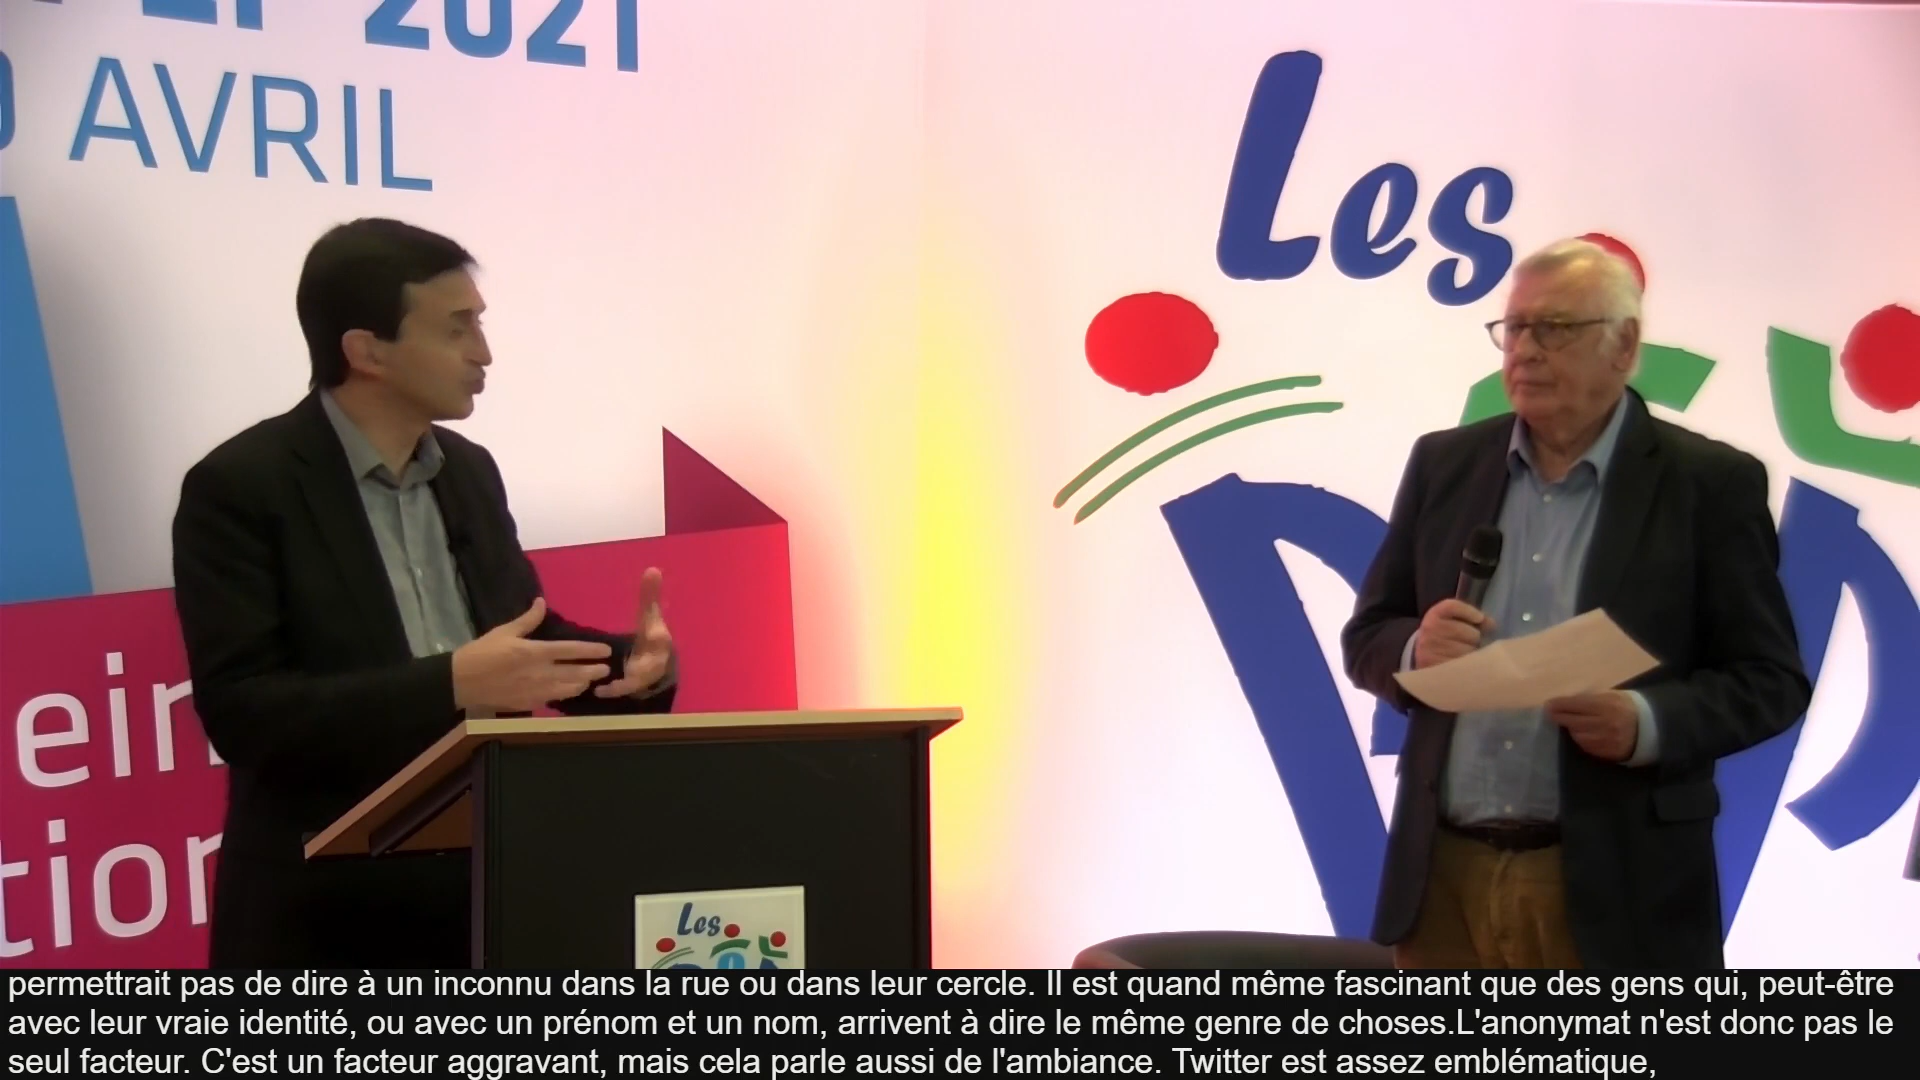 2021
AVRIL
Les
ein
tion
Les
permettrait pas de dire à un inconnu dans la rue ou dans leur cercle. Il est quand même fascinant que des gens qui, peut-être
avec leur vraie identité, ou avec un prénom et un nom, arrivent à dire le même genre de choses.L'anonymat n'est donc pas le
seul facteur. C'est un facteur aggravant, mais cela parle aussi de l'ambiance. Twitter est assez emblématique,